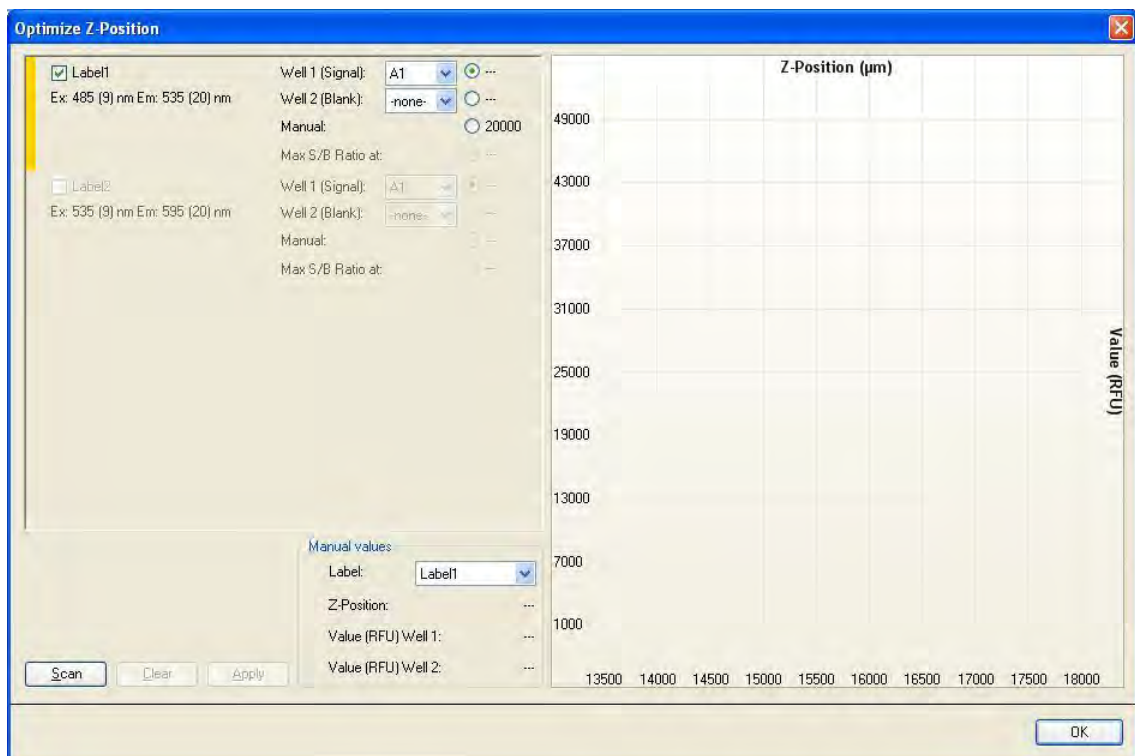 Optimize Z-Position
Label1
Well 1 (Signal): A1 ---
Ex: 485 (9) nm Em: 535 (20) nm
Well 2 (Blank): -none- ---
Manual: 20000
Max S/B Ratio at: ---
Label2
Well 1 (Signal): A1 ---
Ex: 535 (9) nm Em: 595 (20) nm
Well 2 (Blank): -none- ---
Manual: ---
Max S/B Ratio at: ---
Manual values
Label: Label1
Z-Position: ---
Value (RFU) Well 1: ---
Value (RFU) Well 2: ---
Scan
Clear
Apply
Z-Position (µm)
49000
43000
37000
31000
25000
19000
13000
7000
1000
Value (RFU)
13500 14000 14500 15000 15500 16000 16500 17000 17500 18000
OK